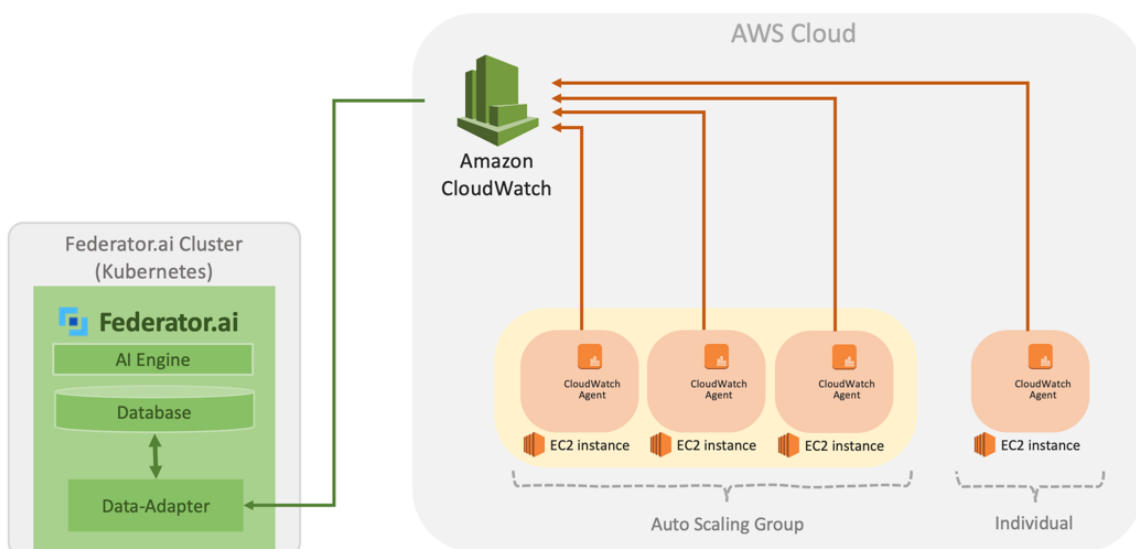 AWS Cloud
Amazon
CloudWatch
Federator.ai Cluster
(Kubernetes)
Federator.ai
AI Engine
Database
Data-Adapter
CloudWatch
Agent
EC2 instance
CloudWatch
Agent
EC2 instance
CloudWatch
Agent
EC2 instance
CloudWatch
Agent
EC2 instance
Auto Scaling Group
Individual